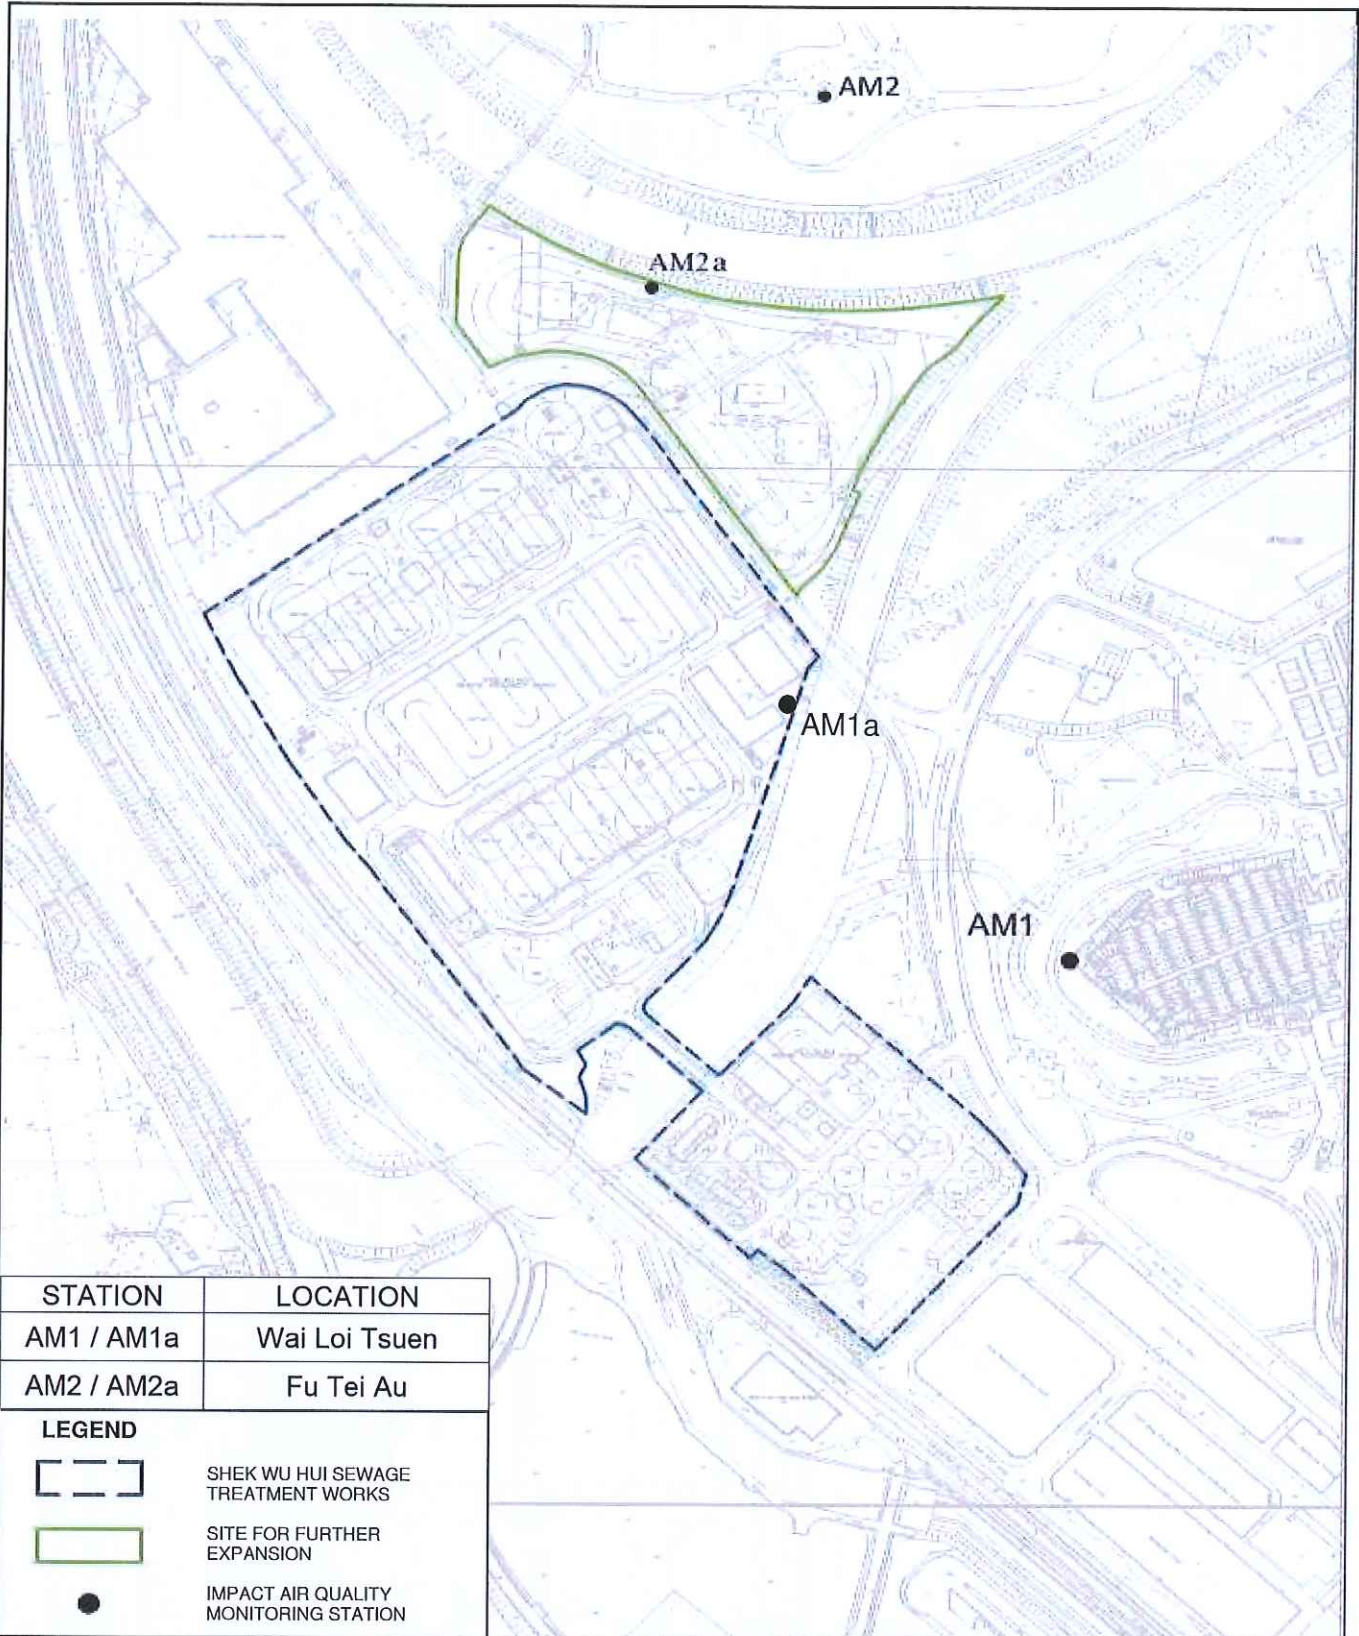 AM2
AM2a
AM1a
AM1
STATION LOCATION
AM1 / AM1a Wai Loi Tsuen
AM2 / AM2a Fu Tei Au
LEGEND
SHEK WU HUI SEWAGE
TREATMENT WORKS
SITE FOR FURTHER
EXPANSION
IMPACT AIR QUALITY
MONITORING STATION